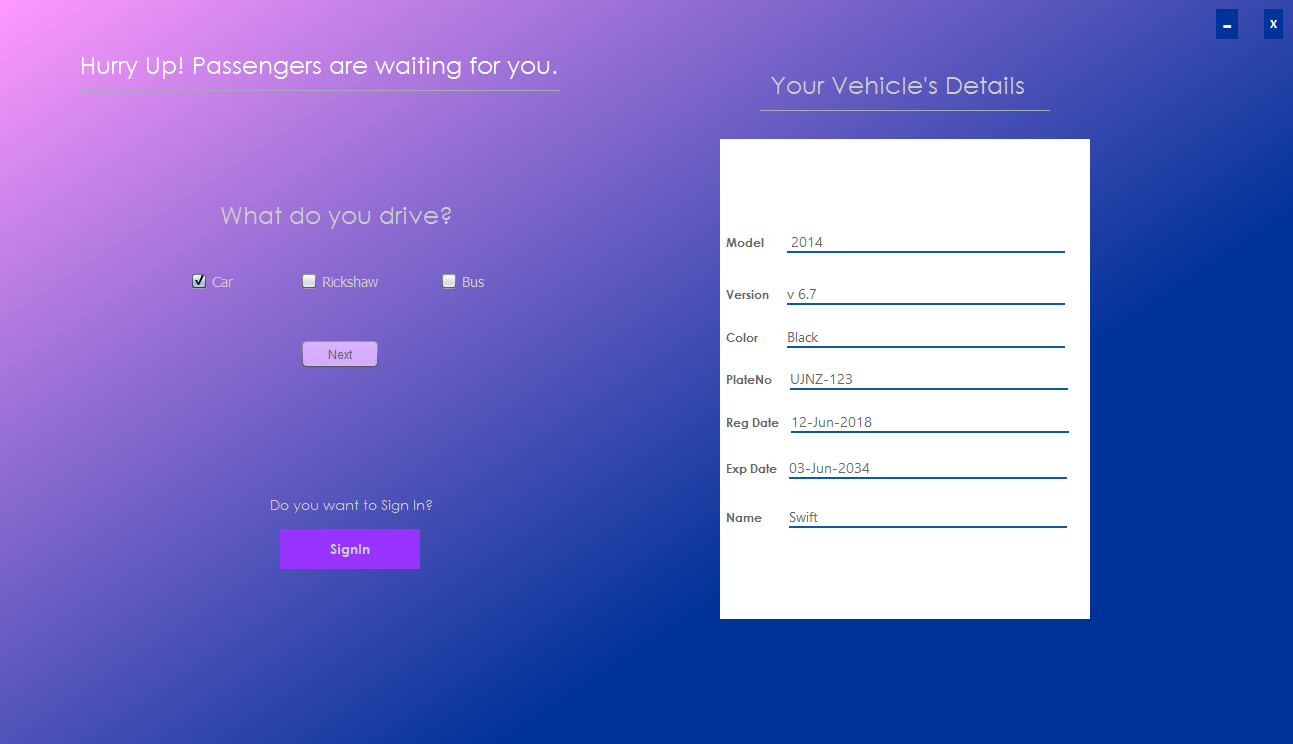 X
Hurry Up! Passengers are waiting for you.
Your Vehicle's Details
What do you drive?
Car Rickshaw Bus
Next
Do you want to Sign In?
SignIn
Model 2014
Version v 6.7
Color Black
PlateNo UJNZ-123
Reg Date 12-Jun-2018
Exp Date 03-Jun-2034
Name Swift